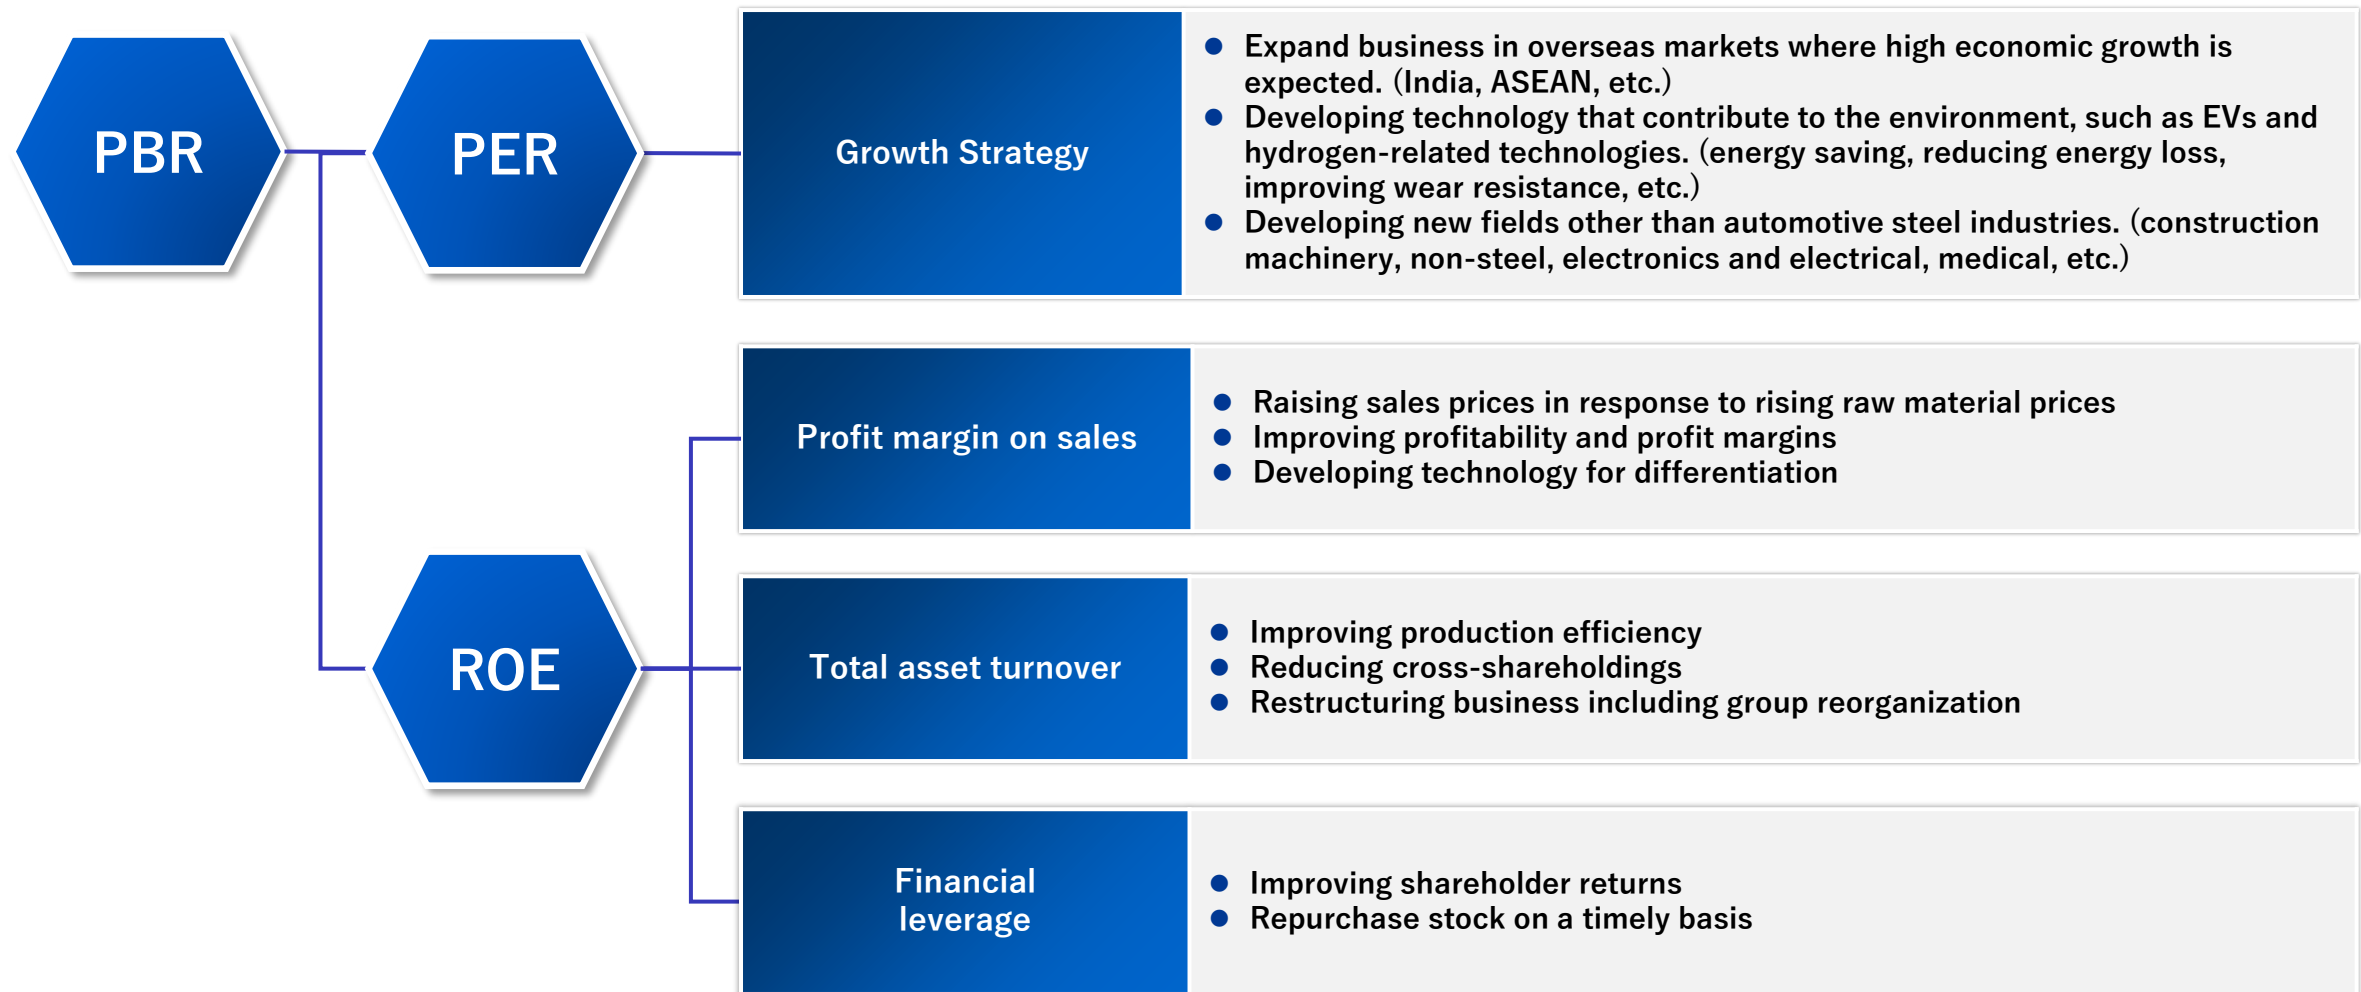 PBR
PER
Growth Strategy
● Expand business in overseas markets where high economic growth is
expected. (India, ASEAN, etc.)
● Developing technology that contribute to the environment, such as EVs and
hydrogen-related technologies. (energy saving, reducing energy loss,
improving wear resistance, etc.)
● Developing new fields other than automotive steel industries. (construction
machinery, non-steel, electronics and electrical, medical, etc.)
ROE
Profit margin on sales
● Raising sales prices in response to rising raw material prices
● Improving profitability and profit margins
● Developing technology for differentiation
Total asset turnover
● Improving production efficiency
● Reducing cross-shareholdings
● Restructuring business including group reorganization
Financial
leverage
● Improving shareholder returns
● Repurchase stock on a timely basis